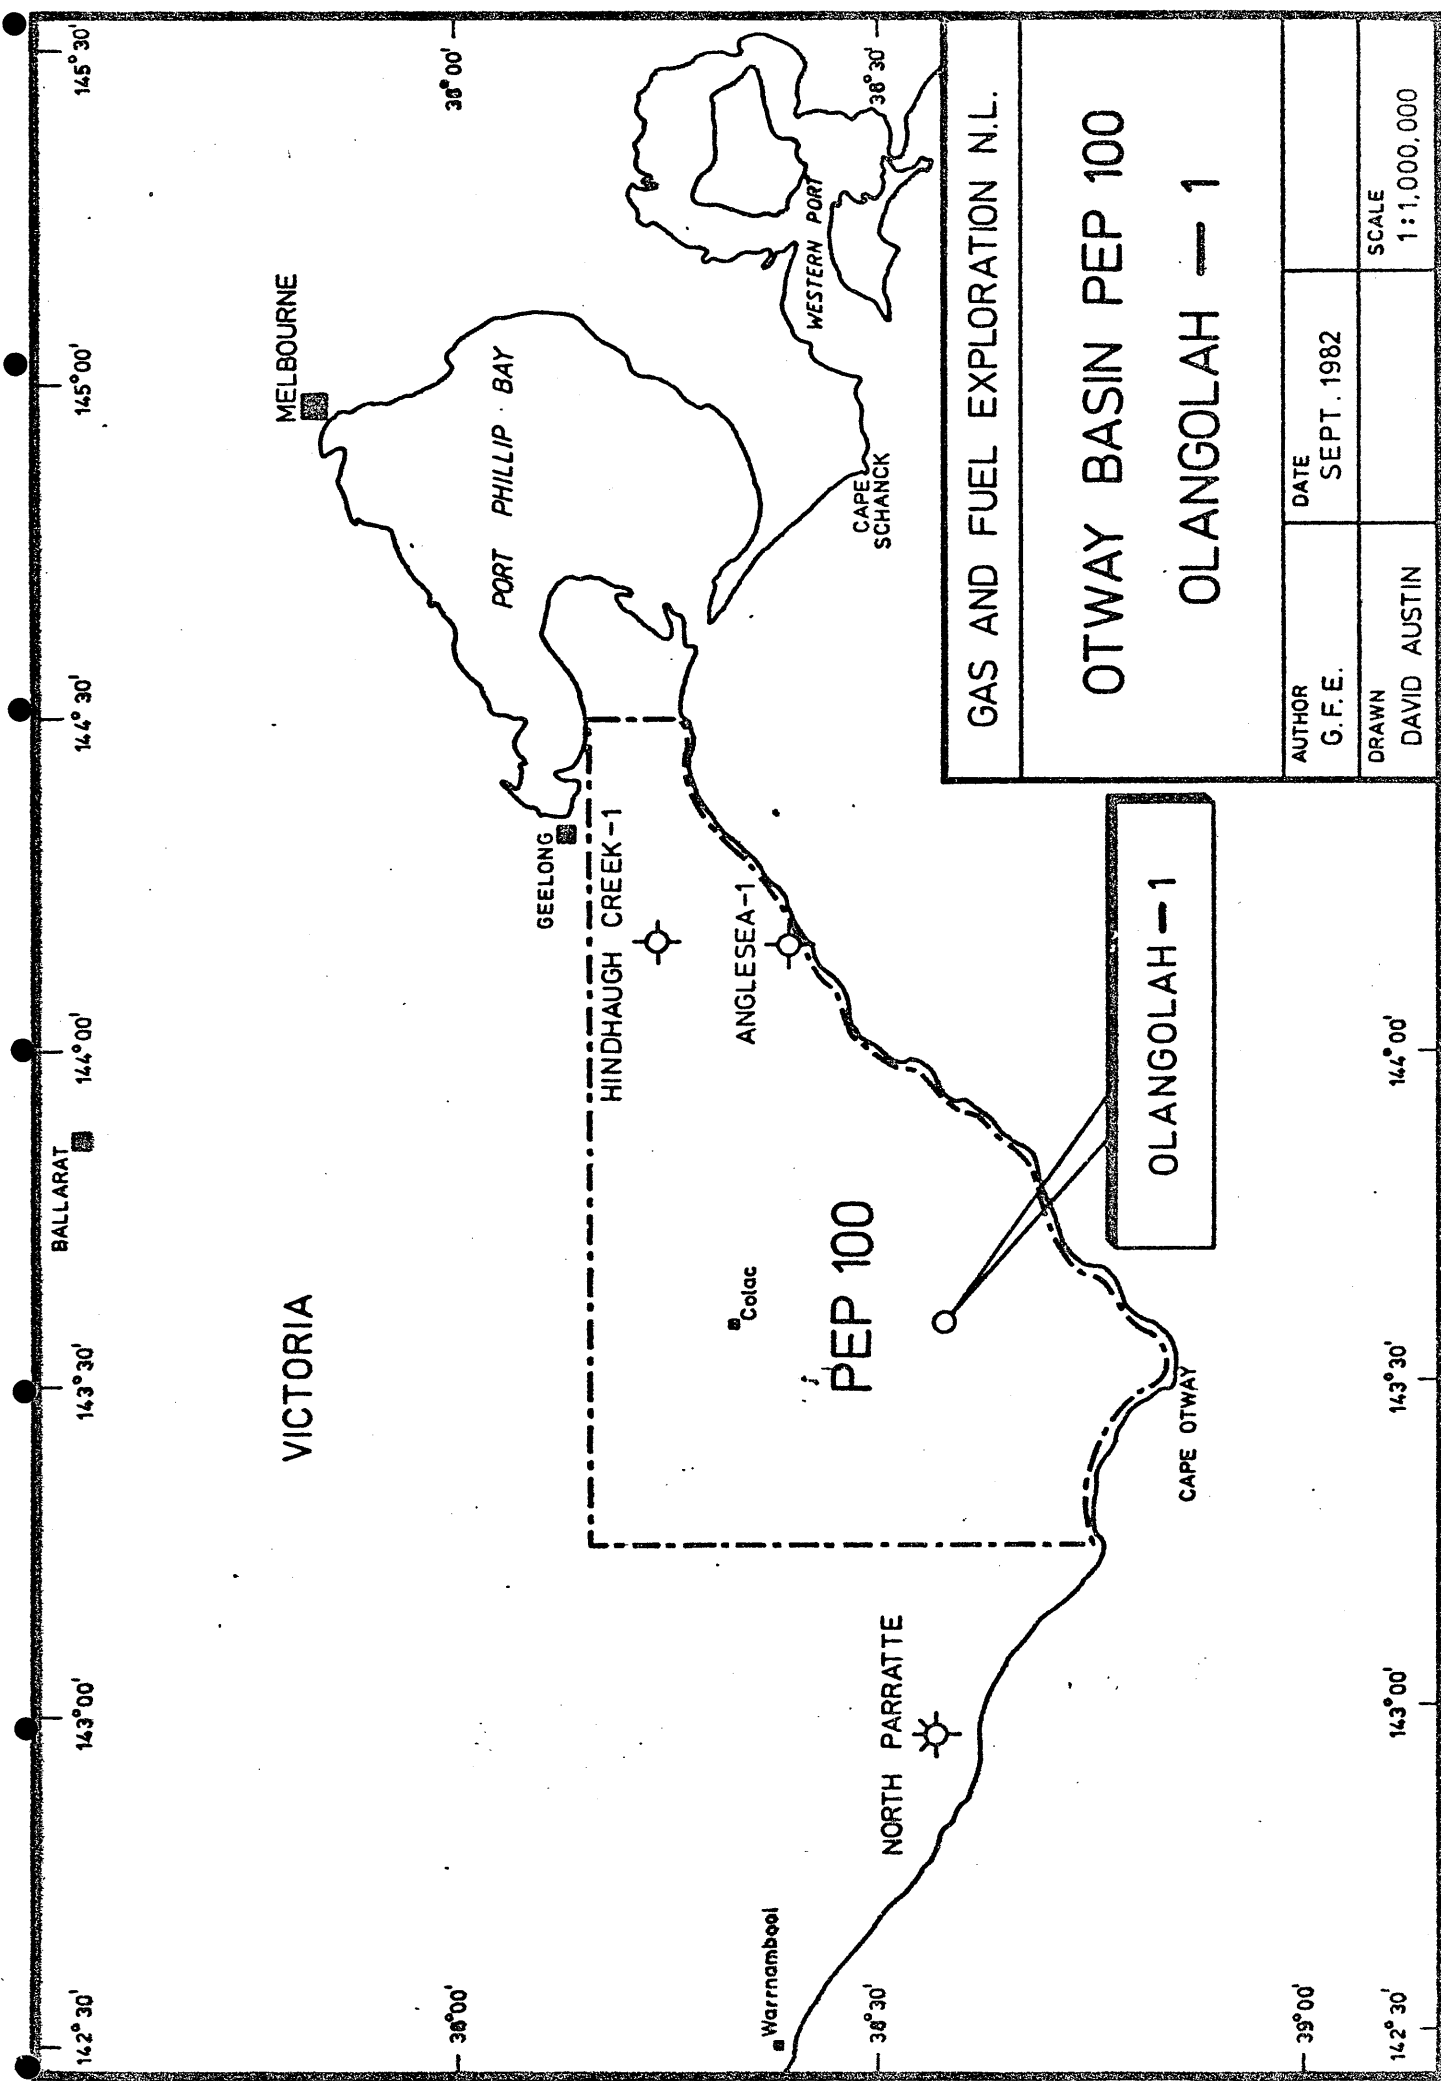 142°30'
143°00'
143°30'
144°00'
144°30'
145°00'
145°30'
BALLARAT
VICTORIA
MELBOURNE
38°00'
38°00'
PORT PHILLIP BAY
GEELONG
HINDHAUGH CREEK-1
ANGLESEA-1
Colac
Warrnambool
WESTERN PORT
PEP 100
CAPE
SCHANCK
38°30'
38°30'
NORTH PARRATTE
OLANGOLAH-1
CAPE OTWAY
39°00'
142°30'
143°00'
143°30'
144°00'
GAS AND FUEL EXPLORATION N.L.
OTWAY BASIN PEP 100
OLANGOLAH - 1
AUTHOR
G.F.E.
DATE
SEPT. 1982
DRAWN
DAVID AUSTIN
SCALE
1:1,000,000